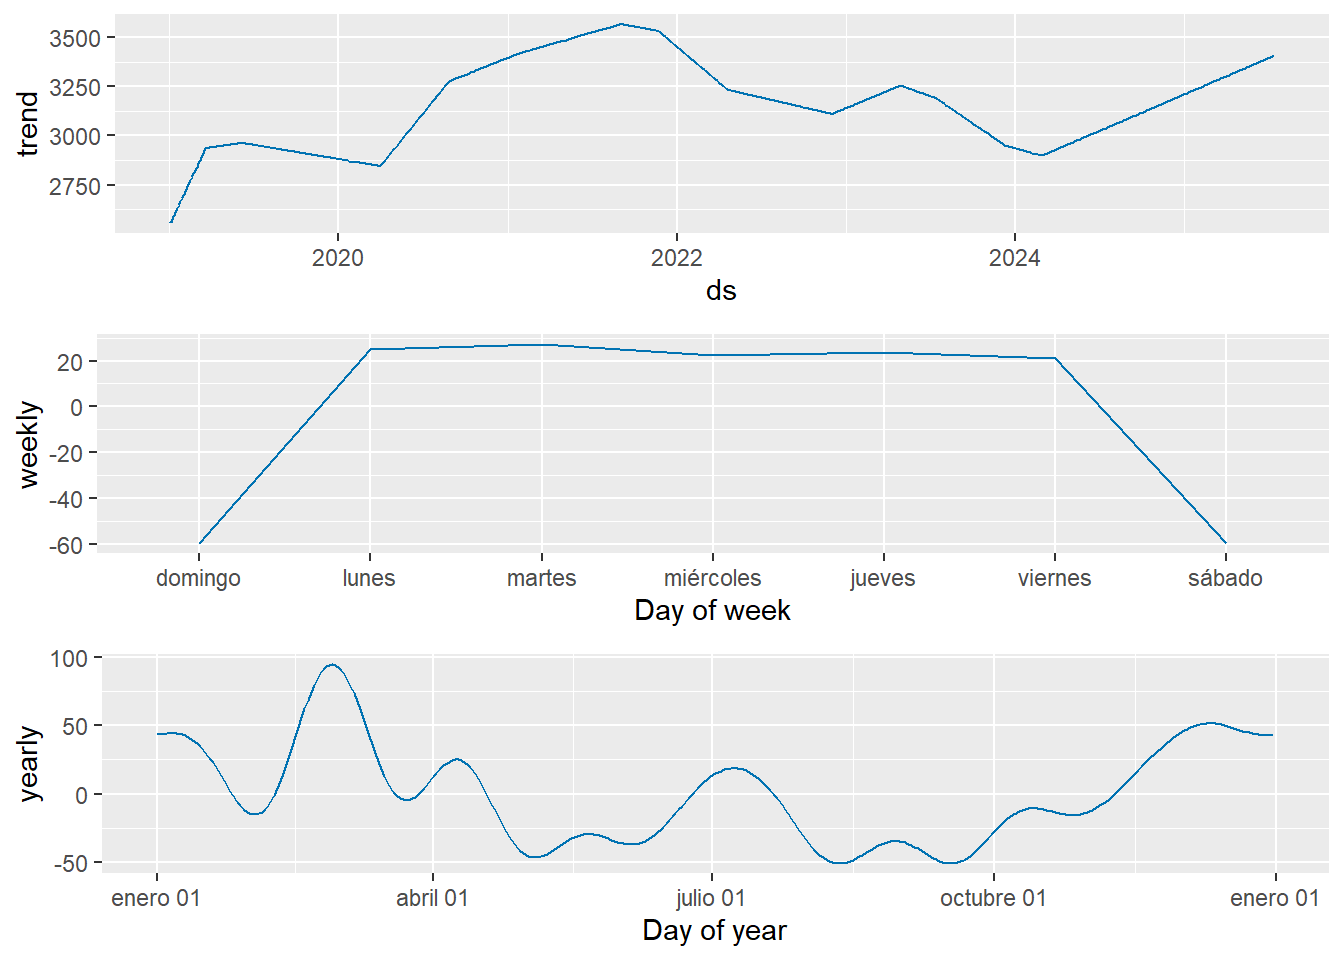 3500
3250
3000
2750
trend
2020 2022 2024
ds
20
0
-20
-40
-60
weekly
domingo lunes martes miércoles jueves viernes sábado
Day of week
100
50
0
-50
yearly
enero 01 abril 01 julio 01 octubre 01 enero 01
Day of year